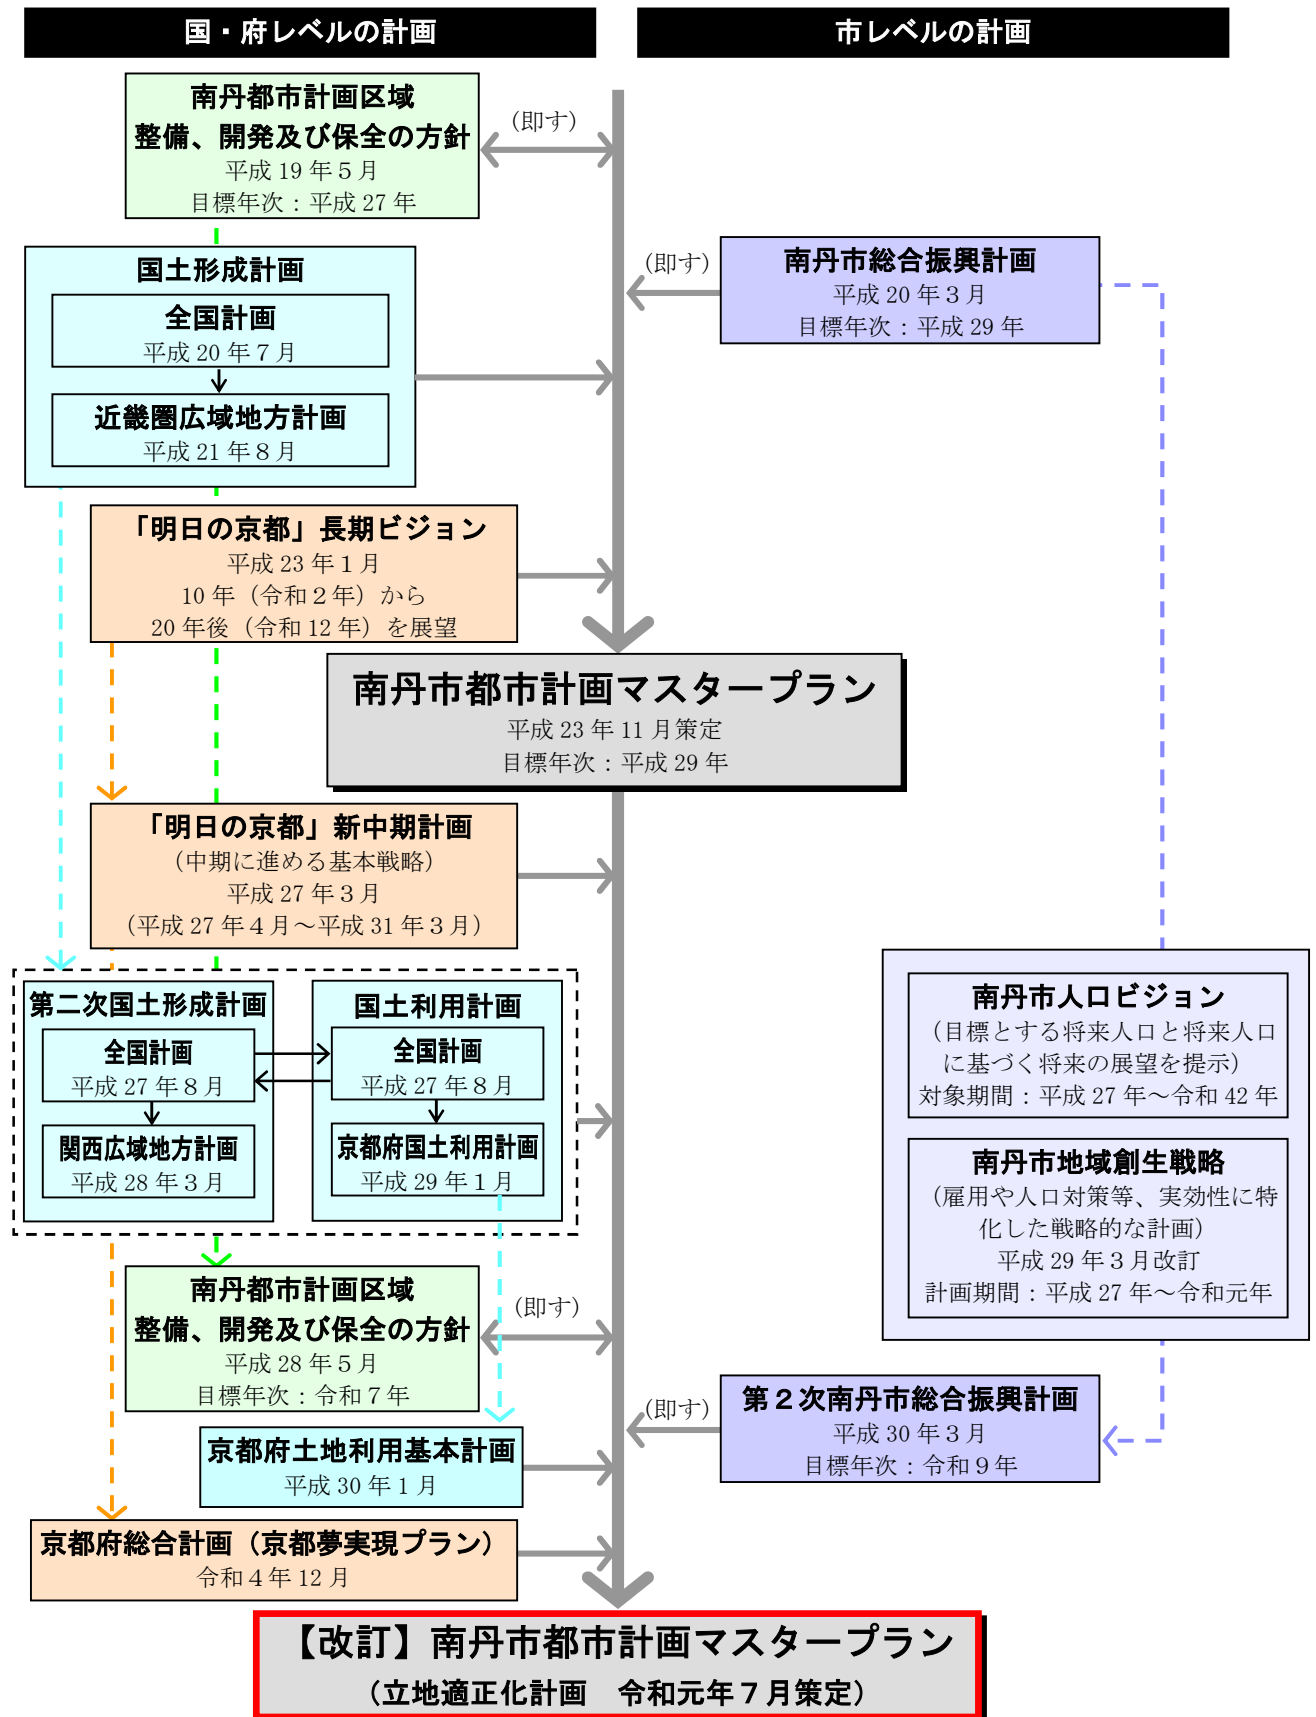 国・府レベルの計画
市レベルの計画
南丹都市計画区域
整備、開発及び保全の方針
平成 19 年５月
目標年次：平成 27 年
（即す）
国土形成計画
全国計画
平成 20 年７月
近畿圏広域地方計画
平成 21 年８月
（即す）
南丹市総合振興計画
平成 20 年３月
目標年次：平成 29 年
「明日の京都」長期ビジョン
平成 23 年１月
10 年（令和２年）から
20 年後（令和 12 年）を展望
南丹市都市計画マスタープラン
平成 23 年 11 月策定
目標年次：平成 29 年
「明日の京都」新中期計画
（中期に進める基本戦略）
平成 27 年３月
（平成 27 年４月～平成 31 年３月）
第二次国土形成計画
全国計画
平成 27 年８月
関西広域地方計画
平成 28 年３月
国土利用計画
全国計画
平成 27 年８月
京都府国土利用計画
平成 29 年１月
南丹市人口ビジョン
（目標とする将来人口と将来人口
に基づく将来の展望を提示）
対象期間：平成 27 年～令和 42 年
南丹市地域創生戦略
（雇用や人口対策等、実効性に特
化した戦略的な計画）
平成 29 年３月改訂
計画期間：平成 27 年～令和元年
南丹都市計画区域
整備、開発及び保全の方針
平成 28 年５月
目標年次：令和７年
（即す）
（即す）
第２次南丹市総合振興計画
平成 30 年３月
目標年次：令和９年
京都府土地利用基本計画
平成 30 年１月
京都府総合計画（京都夢実現プラン）
令和４年 12 月
【改訂】南丹市都市計画マスタープラン
（立地適正化計画　令和元年７月策定）